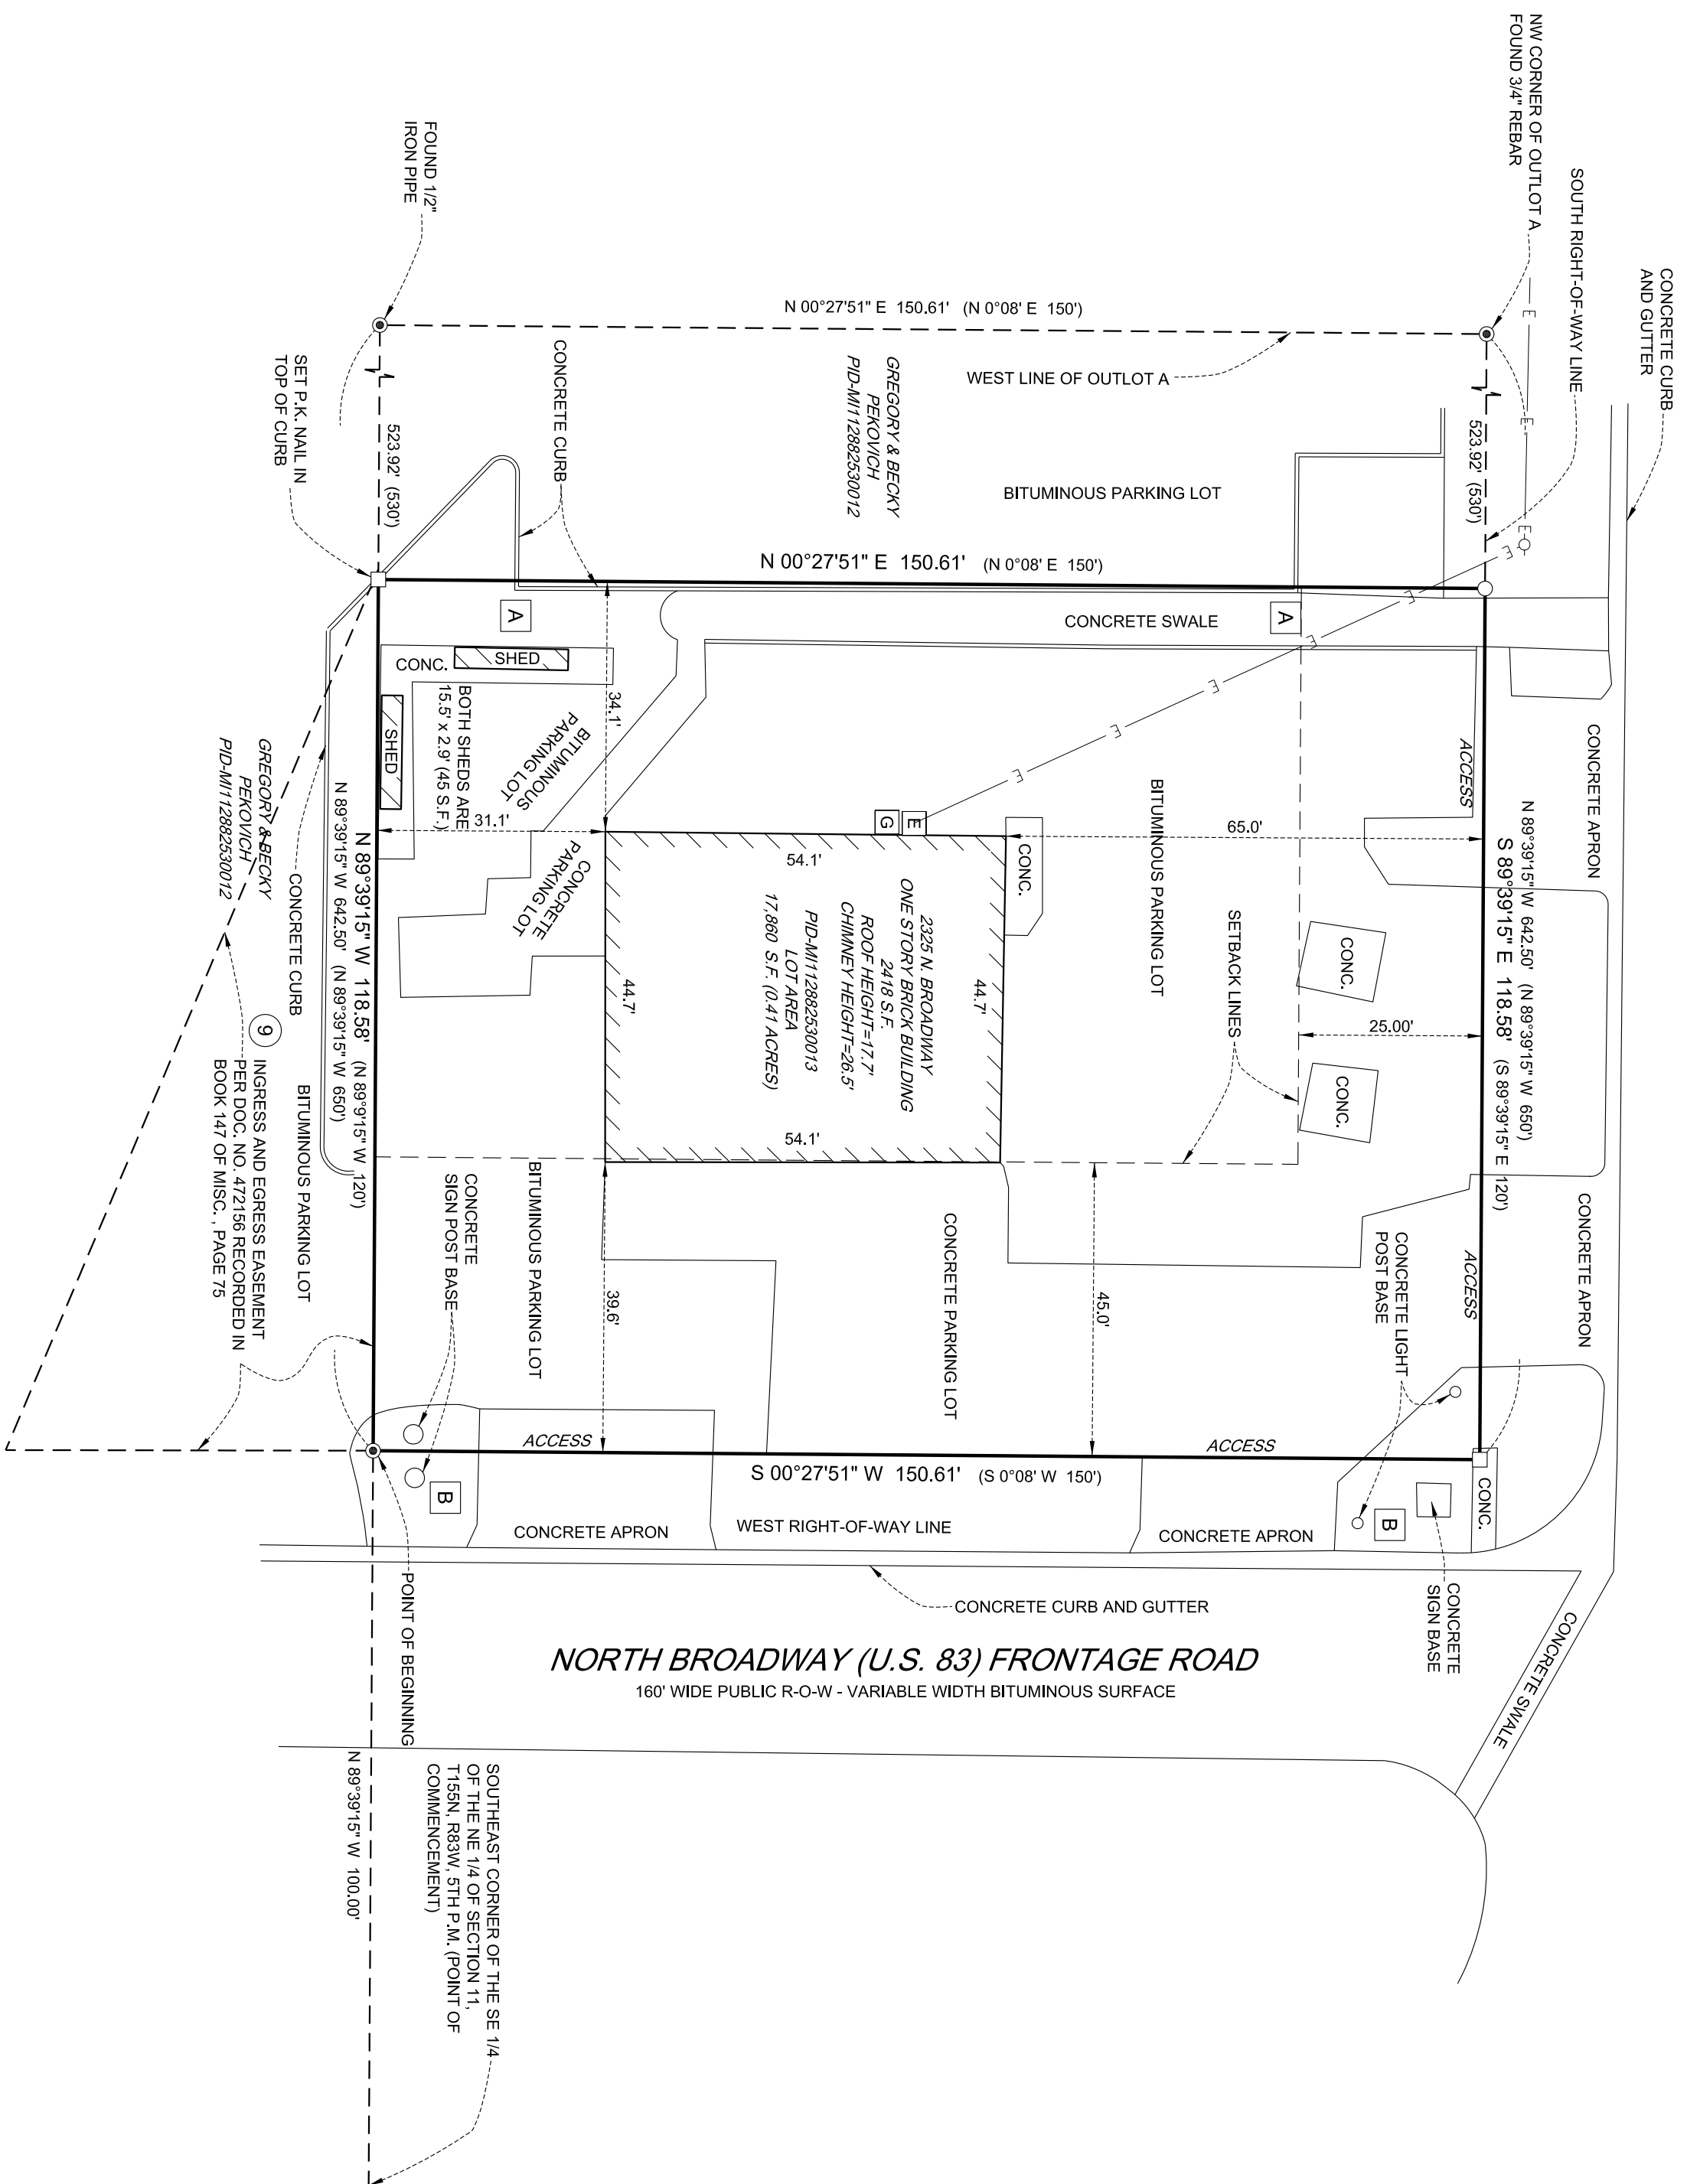 CONCRETE CURB
AND GUTTER
SOUTH RIGHT-OF-WAY LINE
NW CORNER OF OUTLOT A
FOUND 3/4" REBAR
E
E
E
523.92' (530')
N 00°27'51" E 150.61' (N 0°08' E 150')
WEST LINE OF OUTLOT A
GREGORY & BECKY
PEKOVICH
PID-MI112882530012
BITUMINOUS PARKING LOT
FOUND 1/2"
IRON PIPE
523.92' (530')
SET P.K. NAIL IN
TOP OF CURB
CONCRETE CURB
N 00°27'51" E 150.61' (N 0°08' E 150')
CONCRETE SWALE
A
A
E
E
E
E
E
E
CONC.
SHED
SHED
BOTH SHEDS ARE
15.5' x 2.9' (45 S.F.)
BITUMINOUS
PARKING LOT
34.1'
31.1'
CONCRETE
PARKING LOT
G
E
54.1'
44.7'
44.7'
54.1'
2325 N. BROADWAY
ONE STORY BRICK BUILDING
2418 S.F.
ROOF HEIGHT=17.7'
CHIMNEY HEIGHT=26.5'
PID-MI112882530013
LOT AREA
17,860 S.F. (0.41 ACRES)
CONC.
65.0'
BITUMINOUS PARKING LOT
SETBACK LINES
CONC.
25.00'
CONC.
ACCESS
CONCRETE APRON
N 89°39'15" W 642.50' (N 89°39'15" W 650')
S 89°39'15" E 118.58' (S 89°39'15" E 120')
CONCRETE APRON
ACCESS
CONCRETE LIGHT
POST BASE
45.0'
CONCRETE PARKING LOT
39.6'
BITUMINOUS PARKING LOT
CONCRETE
SIGN POST BASE
N 89°39'15" W 118.58' (N 89°9'15" W 120')
N 89°39'15" W 642.50' (N 89°39'15" W 650')
CONCRETE CURB
GREGORY & BECKY
PEKOVICH
PID-MI112882530012
BITUMINOUS PARKING LOT
9
INGRESS AND EGRESS EASEMENT
PER DOC. NO. 472156 RECORDED IN
BOOK 147 OF MISC., PAGE 75
ACCESS
ACCESS
S 00°27'51" W 150.61' (S 0°08' W 150')
CONC.
B
B
CONCRETE APRON
WEST RIGHT-OF-WAY LINE
CONCRETE APRON
CONCRETE
SIGN BASE
CONCRETE CURB AND GUTTER
CONCRETE SWALE
POINT OF BEGINNING
NORTH BROADWAY (U.S. 83) FRONTAGE ROAD
160' WIDE PUBLIC R-O-W - VARIABLE WIDTH BITUMINOUS SURFACE
N 89°39'15" W 100.00'
SOUTHEAST CORNER OF THE SE 1/4
OF THE NE 1/4 OF SECTION 11,
T155N, R83W, 5TH P.M. (POINT OF
COMMENCEMENT)